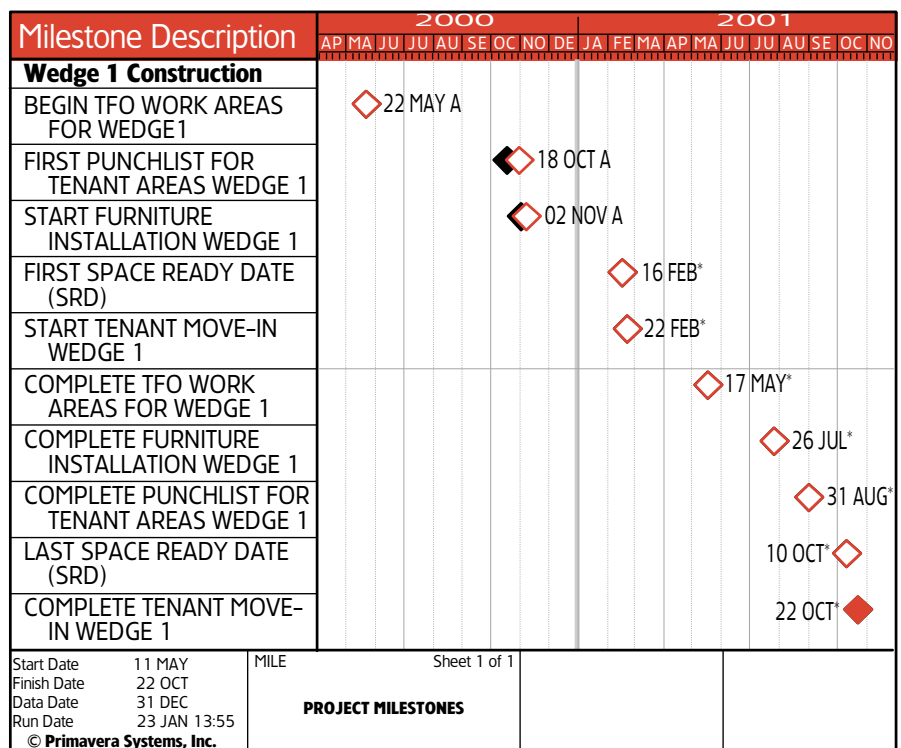 Milestone Description
2000 2001
AP MA JU JU AU SE OC NO DE JA FE MA AP MA JU JU AU SE OC NO
Wedge 1 Construction
BEGIN TFO WORK AREAS
FOR WEDGE1
22 MAY A
FIRST PUNCHLIST FOR
TENANT AREAS WEDGE 1
18 OCT A
START FURNITURE
INSTALLATION WEDGE 1
02 NOV A
FIRST SPACE READY DATE
(SRD)
16 FEB*
START TENANT MOVE-IN
WEDGE 1
22 FEB*
COMPLETE TFO WORK
AREAS FOR WEDGE 1
17 MAY*
COMPLETE FURNITURE
INSTALLATION WEDGE 1
26 JUL*
COMPLETE PUNCHLIST FOR
TENANT AREAS WEDGE 1
31 AUG*
LAST SPACE READY DATE
(SRD)
10 OCT*
COMPLETE TENANT MOVE-
IN WEDGE 1
22 OCT*
Start Date 11 MAY
Finish Date 22 OCT
Data Date 31 DEC
Run Date 23 JAN 13:55
© Primavera Systems, Inc.
MILE Sheet 1 of 1
PROJECT MILESTONES